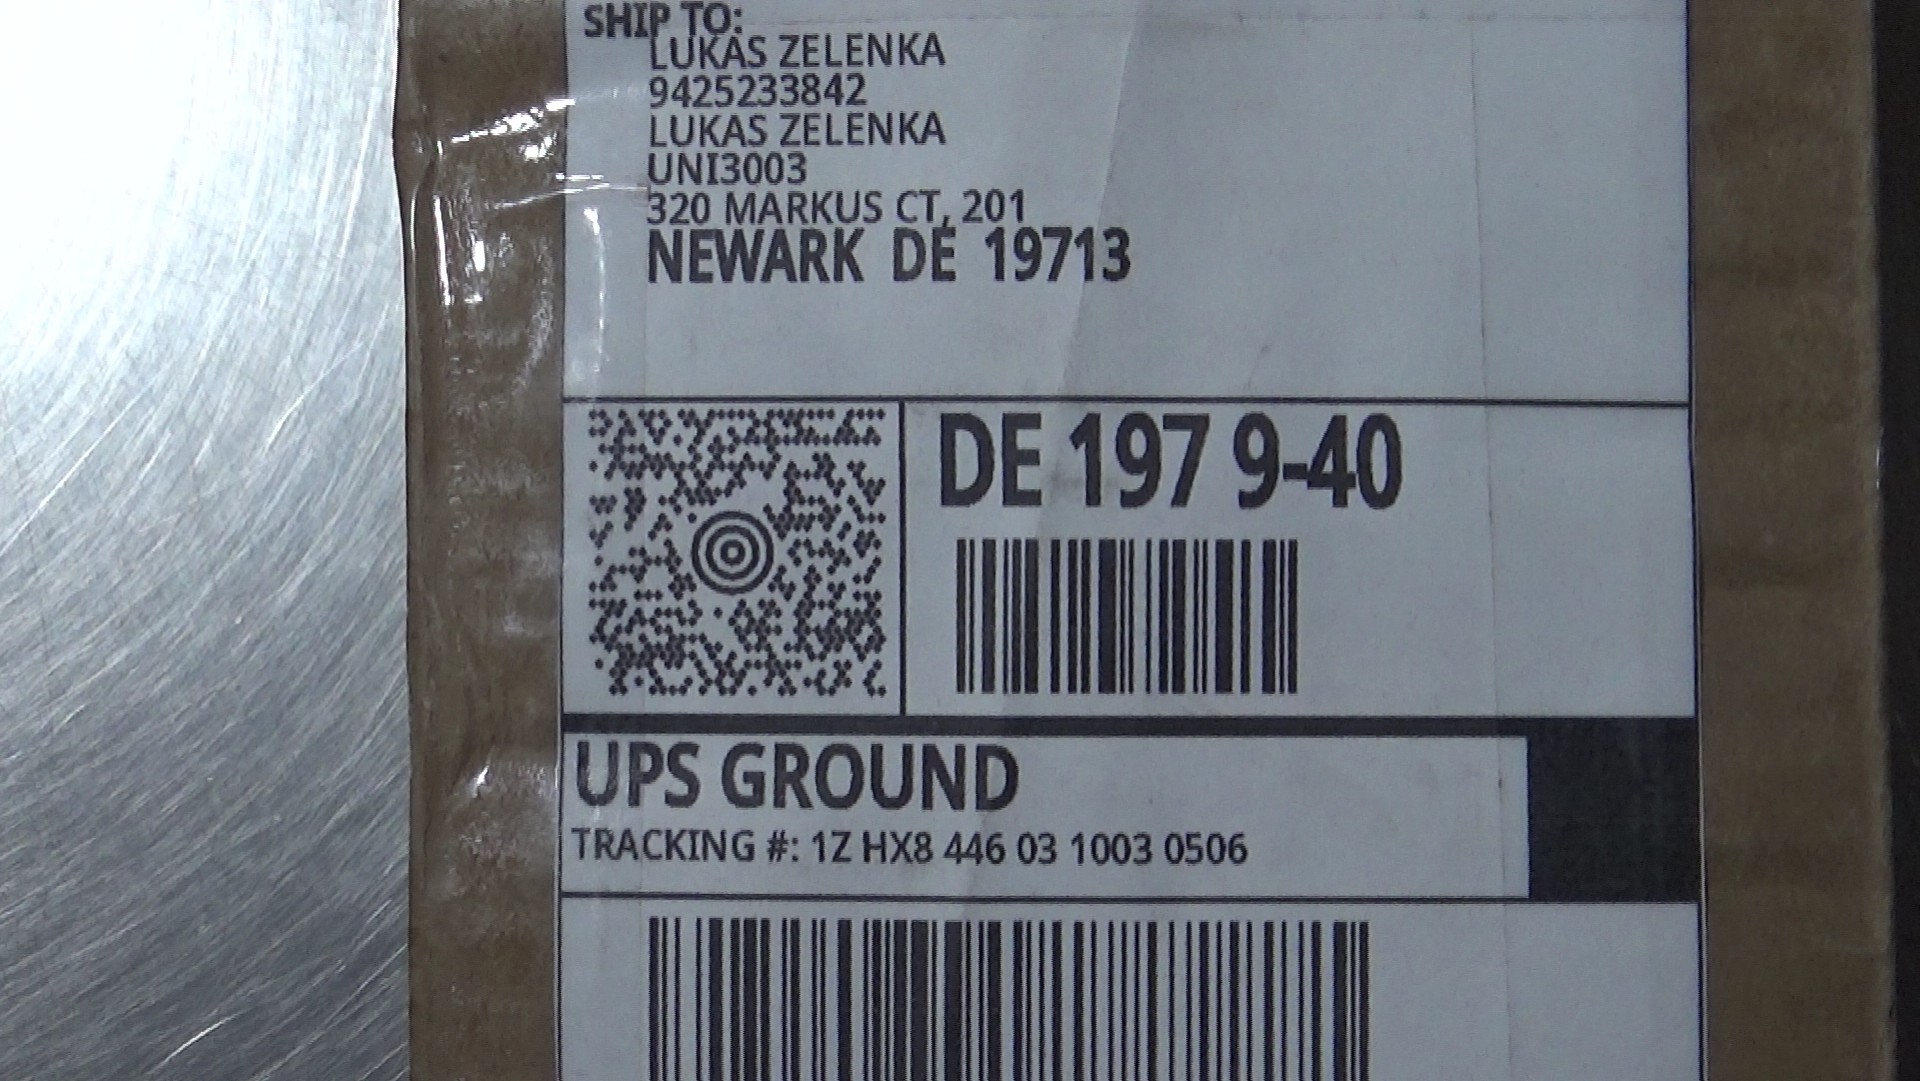 SHIP TO:
LUKAS ZELENKA
9425233842
LUKAS ZELENKA
UNI3003
320 MARKUS CT, 201
NEWARK DE 19713
DE 197 9-40
UPS GROUND
TRACKING #: 1Z HX8 446 03 1003 0506